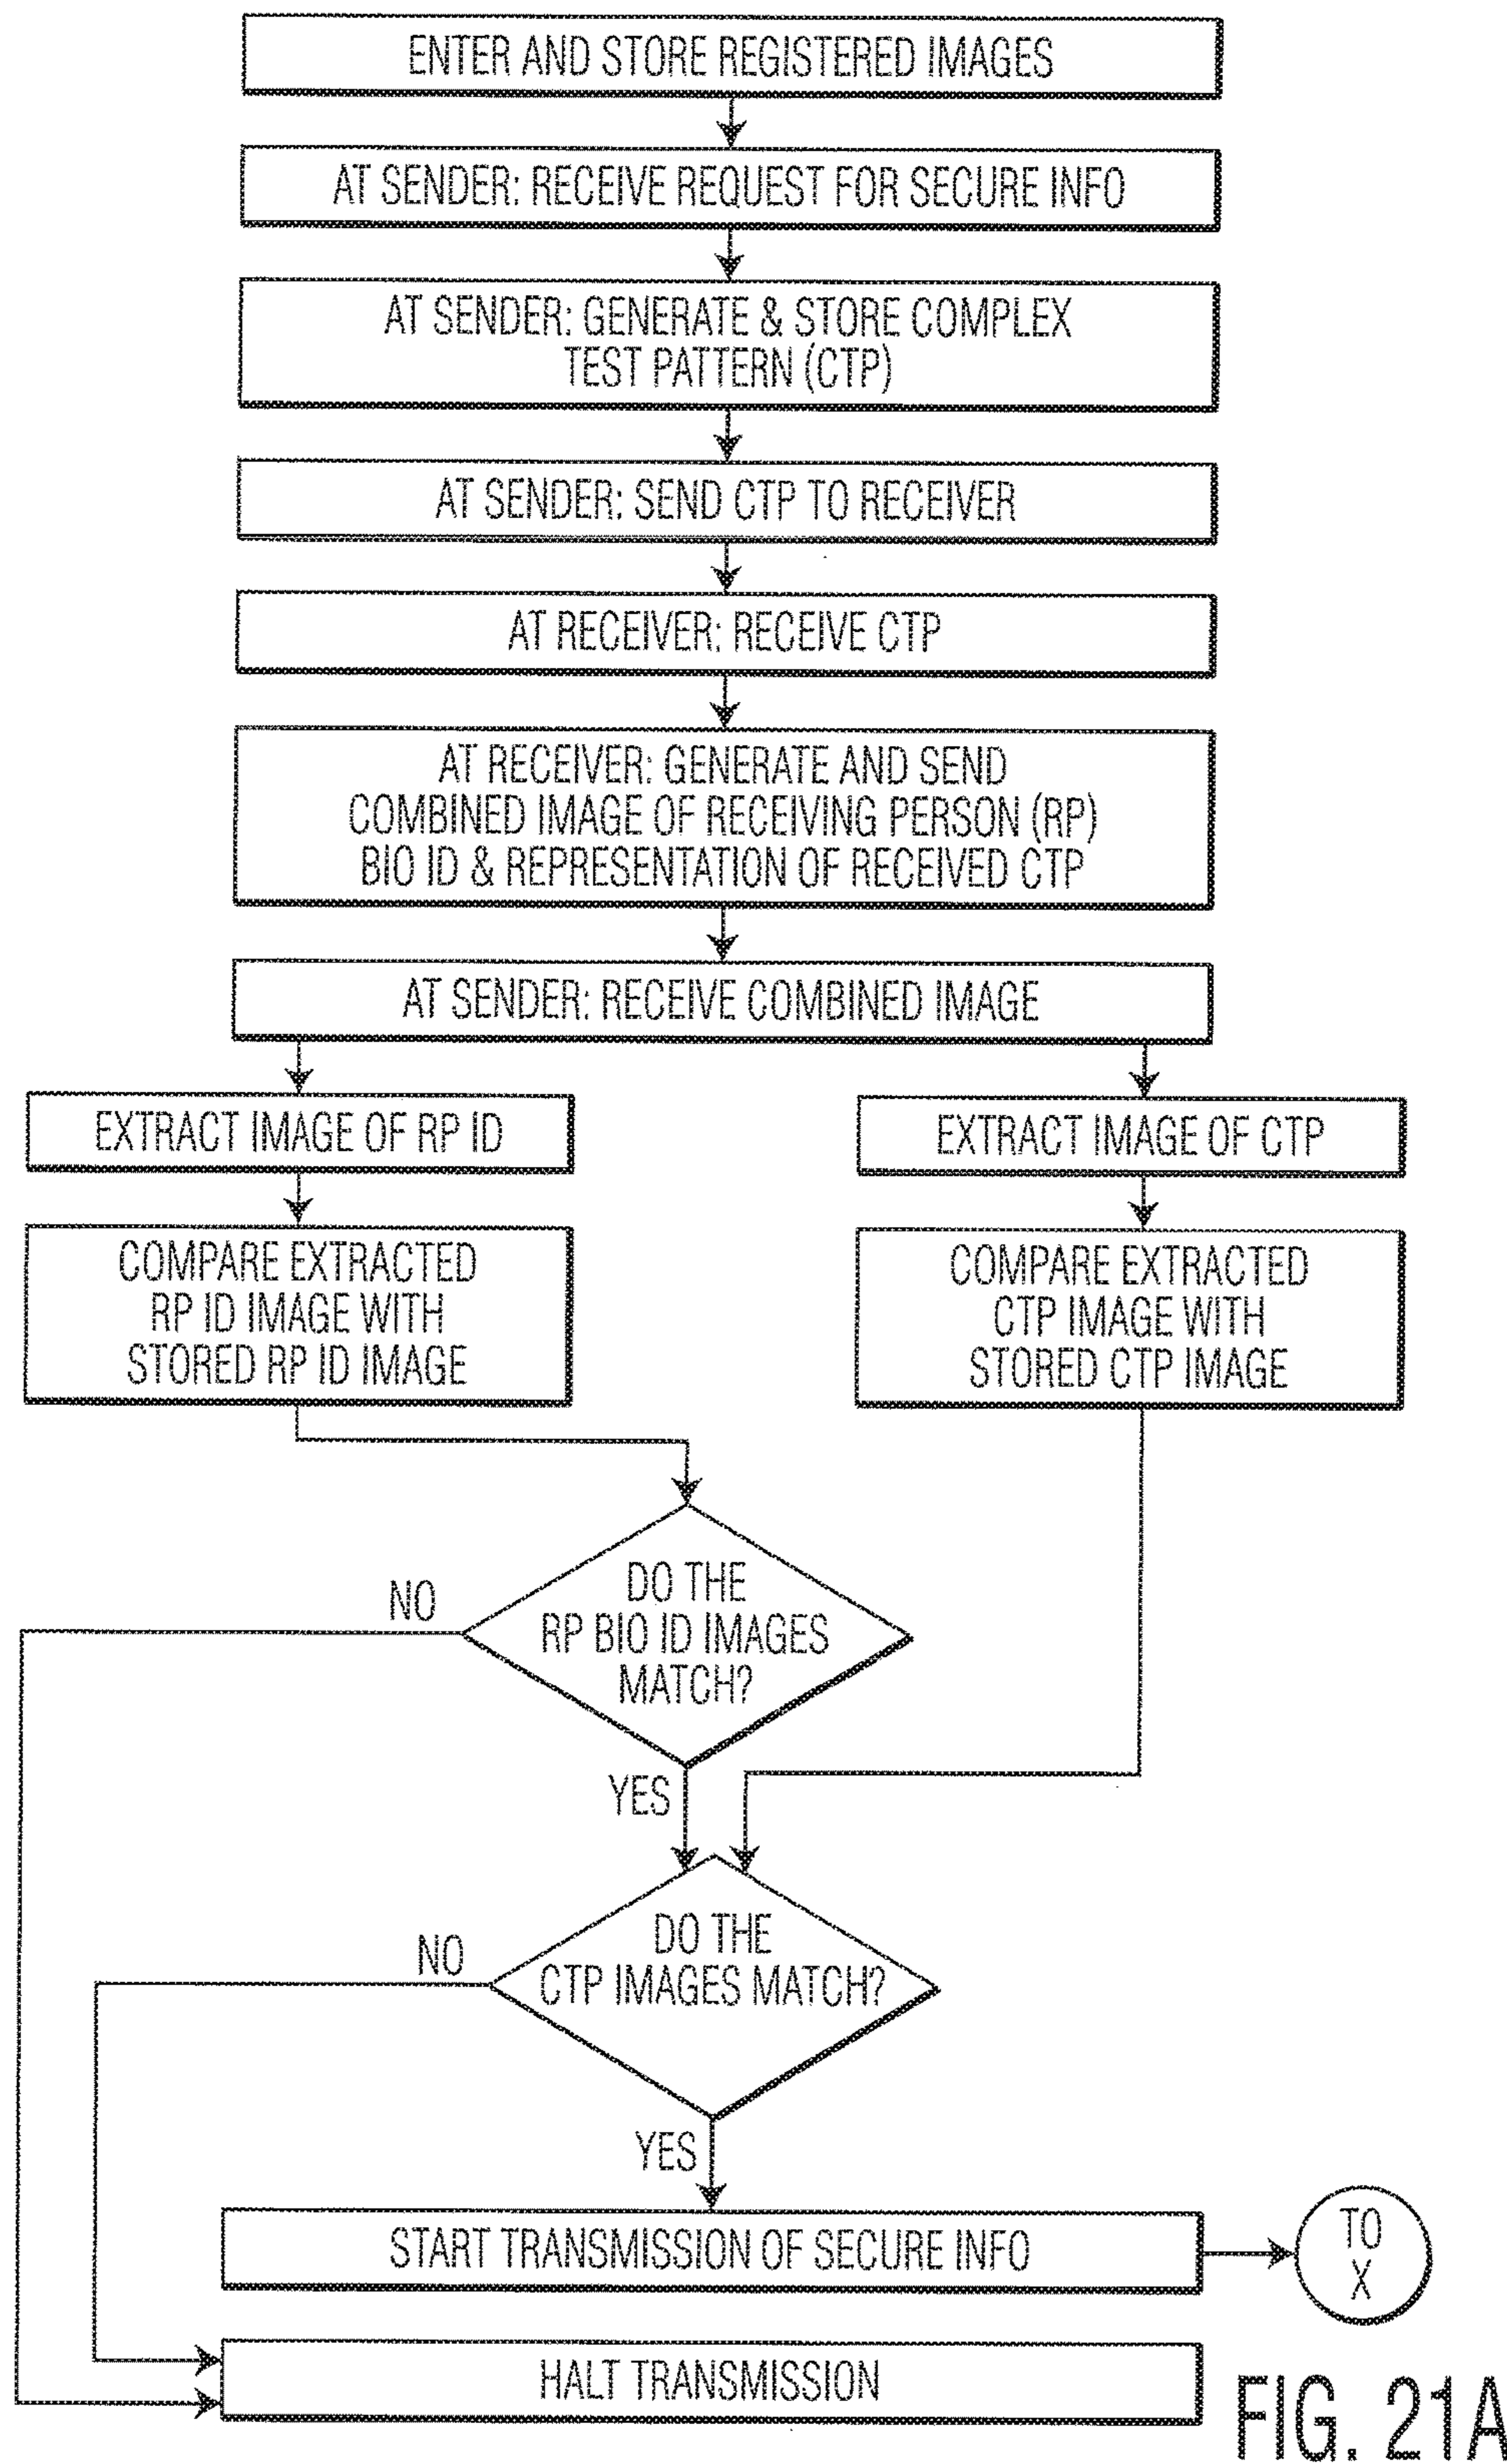 ENTER AND STORE REGISTERED IMAGES
AT SENDER: RECEIVE REQUEST FOR SECURE INFO
AT SENDER: GENERATE & STORE COMPLEX
TEST PATTERN (CTP)
AT SENDER: SEND CTP TO RECEIVER
AT RECEIVER: RECEIVE CTP
AT RECEIVER: GENERATE AND SEND
COMBINED IMAGE OF RECEIVING PERSON (RP)
BIO ID & REPRESENTATION OF RECEIVED CTP
AT SENDER: RECEIVE COMBINED IMAGE
EXTRACT IMAGE OF RP ID
EXTRACT IMAGE OF CTP
COMPARE EXTRACTED
RP ID IMAGE WITH
STORED RP ID IMAGE
COMPARE EXTRACTED
CTP IMAGE WITH
STORED CTP IMAGE
NO
DO THE
RP BIO ID IMAGES
MATCH?
YES
NO
DO THE
CTP IMAGES MATCH?
YES
START TRANSMISSION OF SECURE INFO
TO
X
HALT TRANSMISSION
FIG. 21A